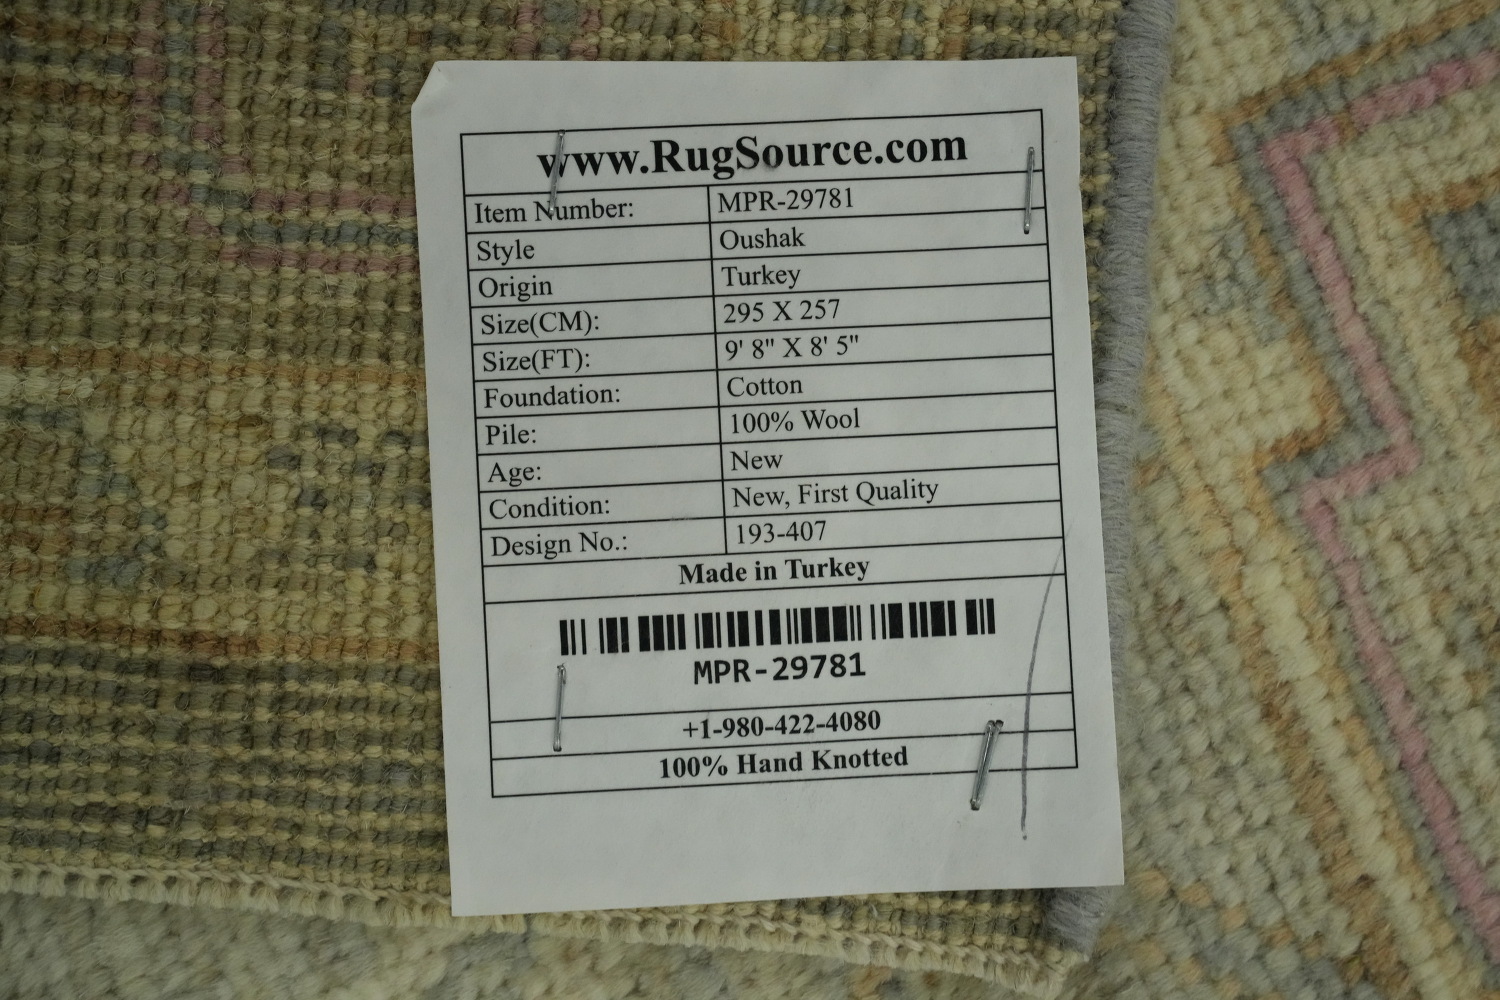 www.RugSource.com
Item Number: MPR-29781
Style Oushak
Origin Turkey
Size(CM): 295 X 257
Size(FT): 9' 8" X 8' 5"
Foundation: Cotton
Pile: 100% Wool
Age: New
Condition: New, First Quality
Design No.: 193-407
Made in Turkey
MPR-29781
+1-980-422-4080
100% Hand Knotted